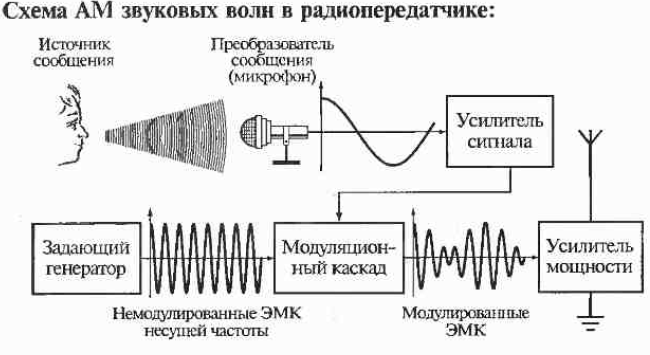 Схема АМ звуковых волн в радиопередатчике:
Источник
сообщения
Преобразователь
сообщения
(микрофон)
Усилитель
сигнала
Задающий
генератор
Модуляцион-
ный каскад
Усилитель
мощности
Немодулированные ЭМК
несущей частоты
Модулированные
ЭМК